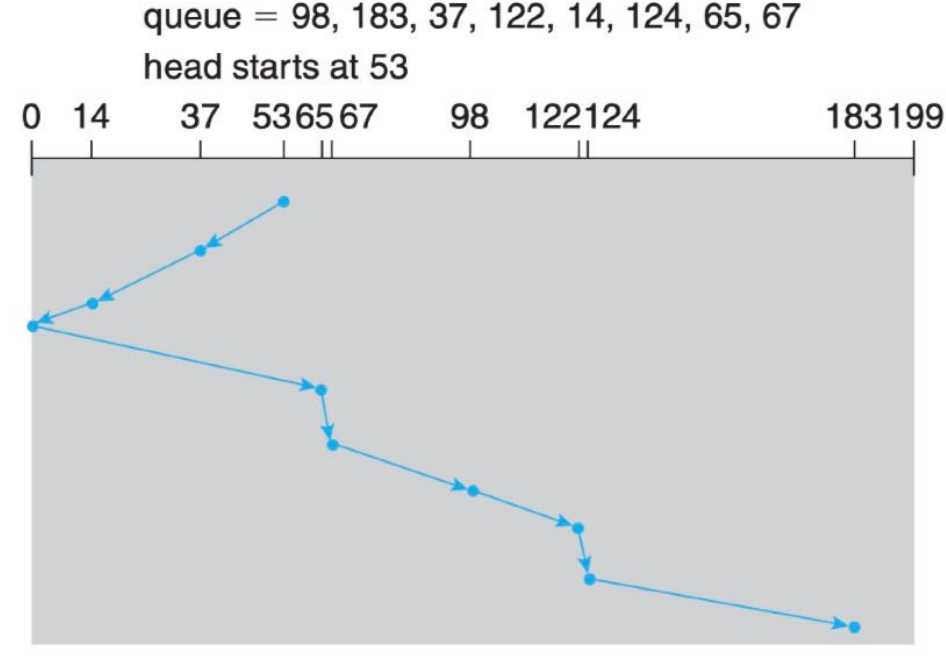 queue = 98, 183, 37, 122, 14, 124, 65, 67
head starts at 53
0 14 37 53 65 67 98 122 124 183 199